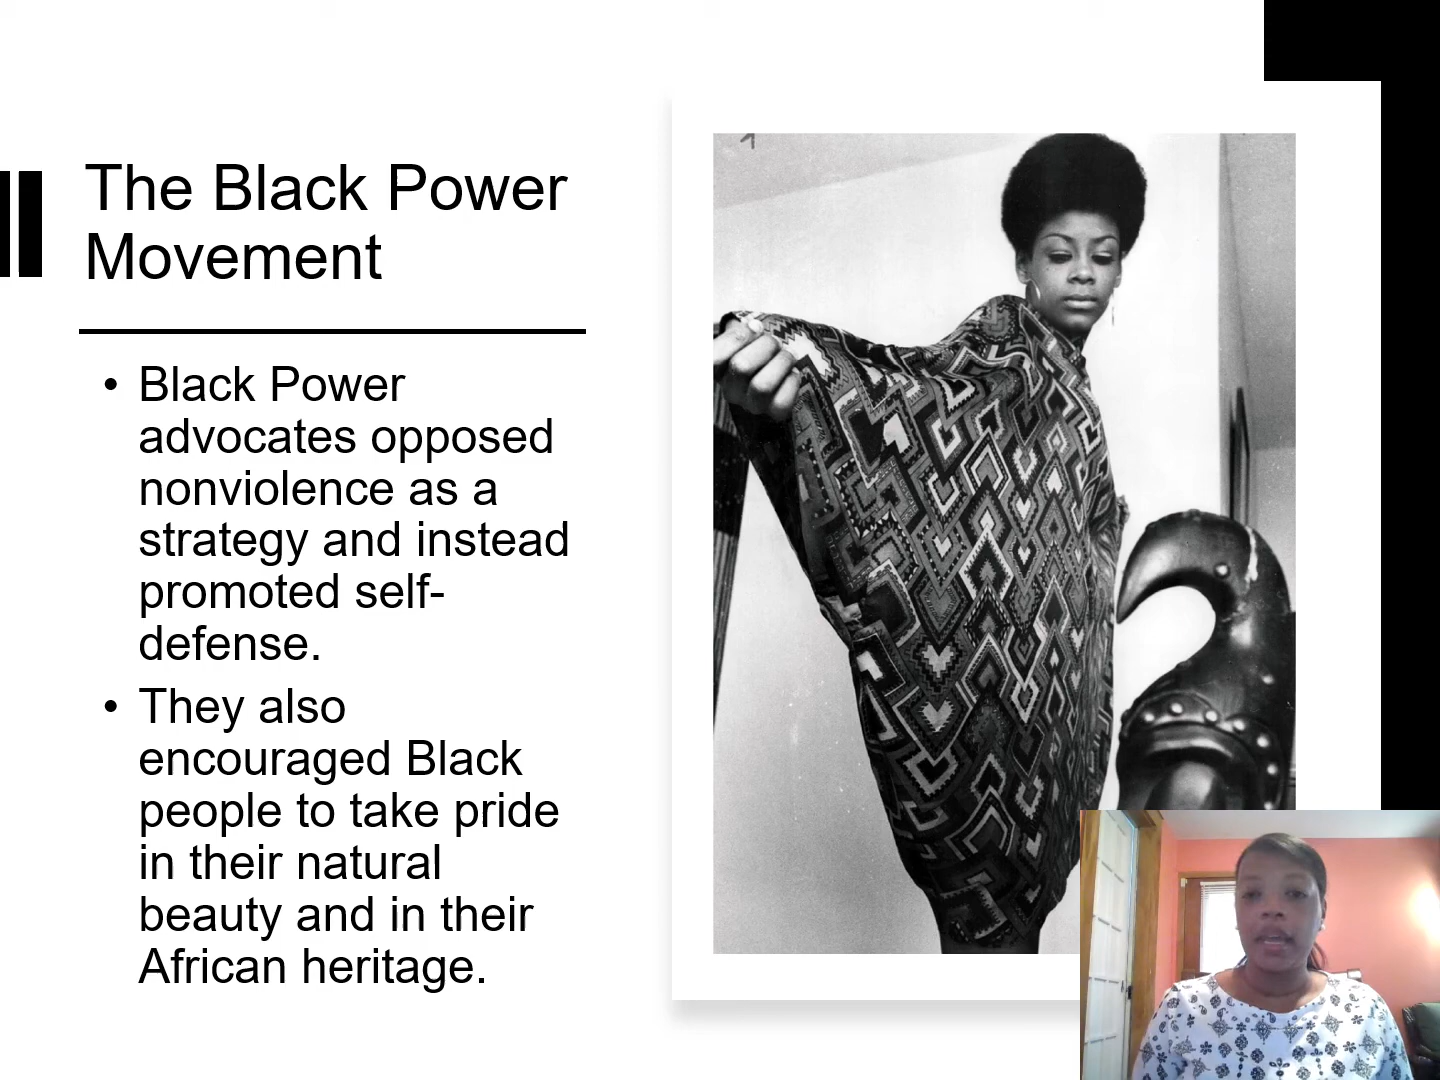 The Black Power
Movement
• Black Power
advocates opposed
nonviolence as a
strategy and instead
promoted self-
defense.
• They also
encouraged Black
people to take pride
in their natural
beauty and in their
African heritage.